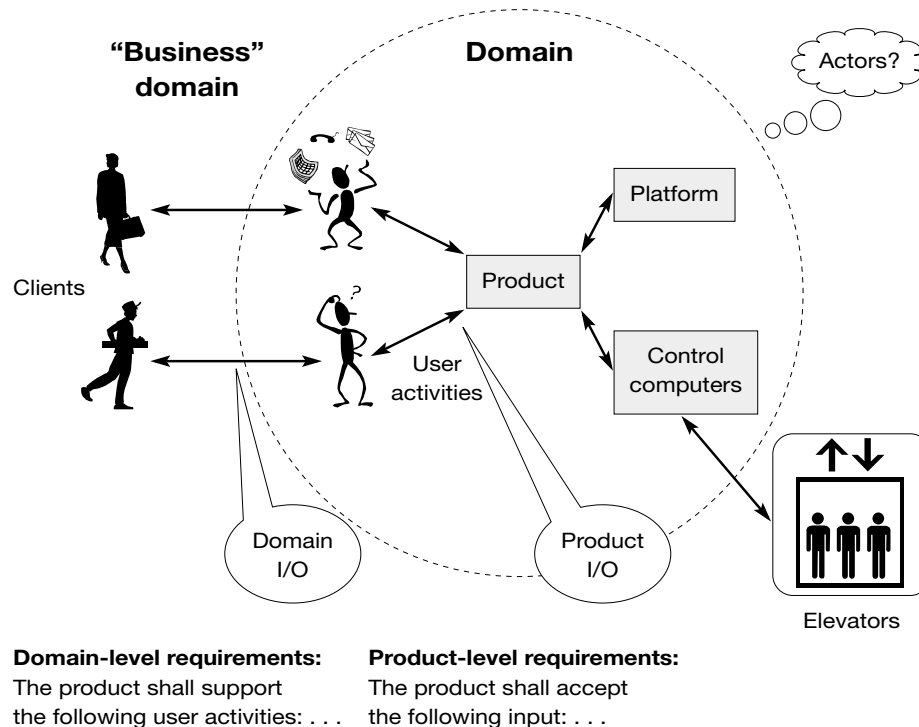 “Business”
domain
Domain
Actors?
Platform
Product
Clients
?
User
activities
Control
computers
Domain
I/O
Product
I/O
Elevators
Domain-level requirements:
The product shall support
the following user activities: . . .
Product-level requirements:
The product shall accept
the following input: . . .